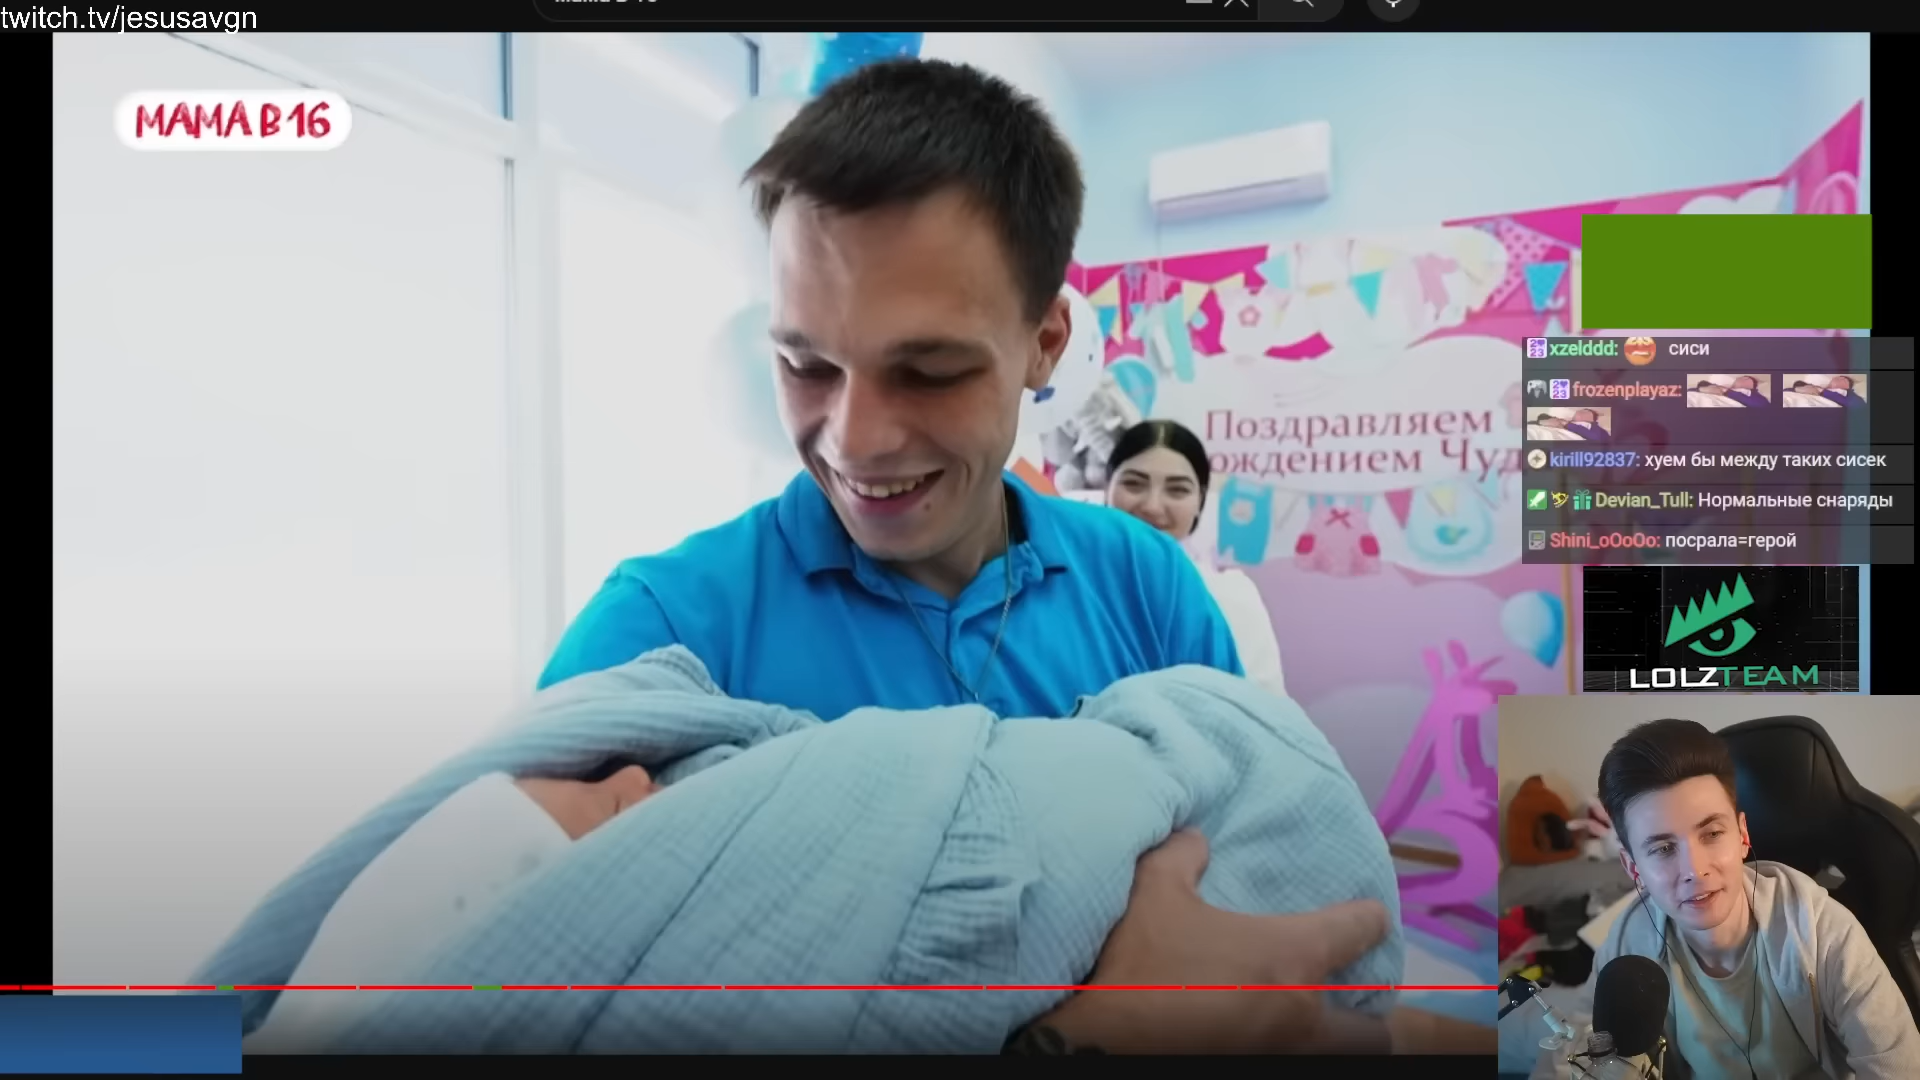 twitch.tv/jesusavgn
МАМА В 16
Поздравляем
ождением Чуд
xzelddd: сиси
frozenplayaz:
kirill92837: хуем бы между таких сисек
Devian_Tull: Нормальные снаряды
Shini_oOoOo: посрала=герой
LOLZTEAM